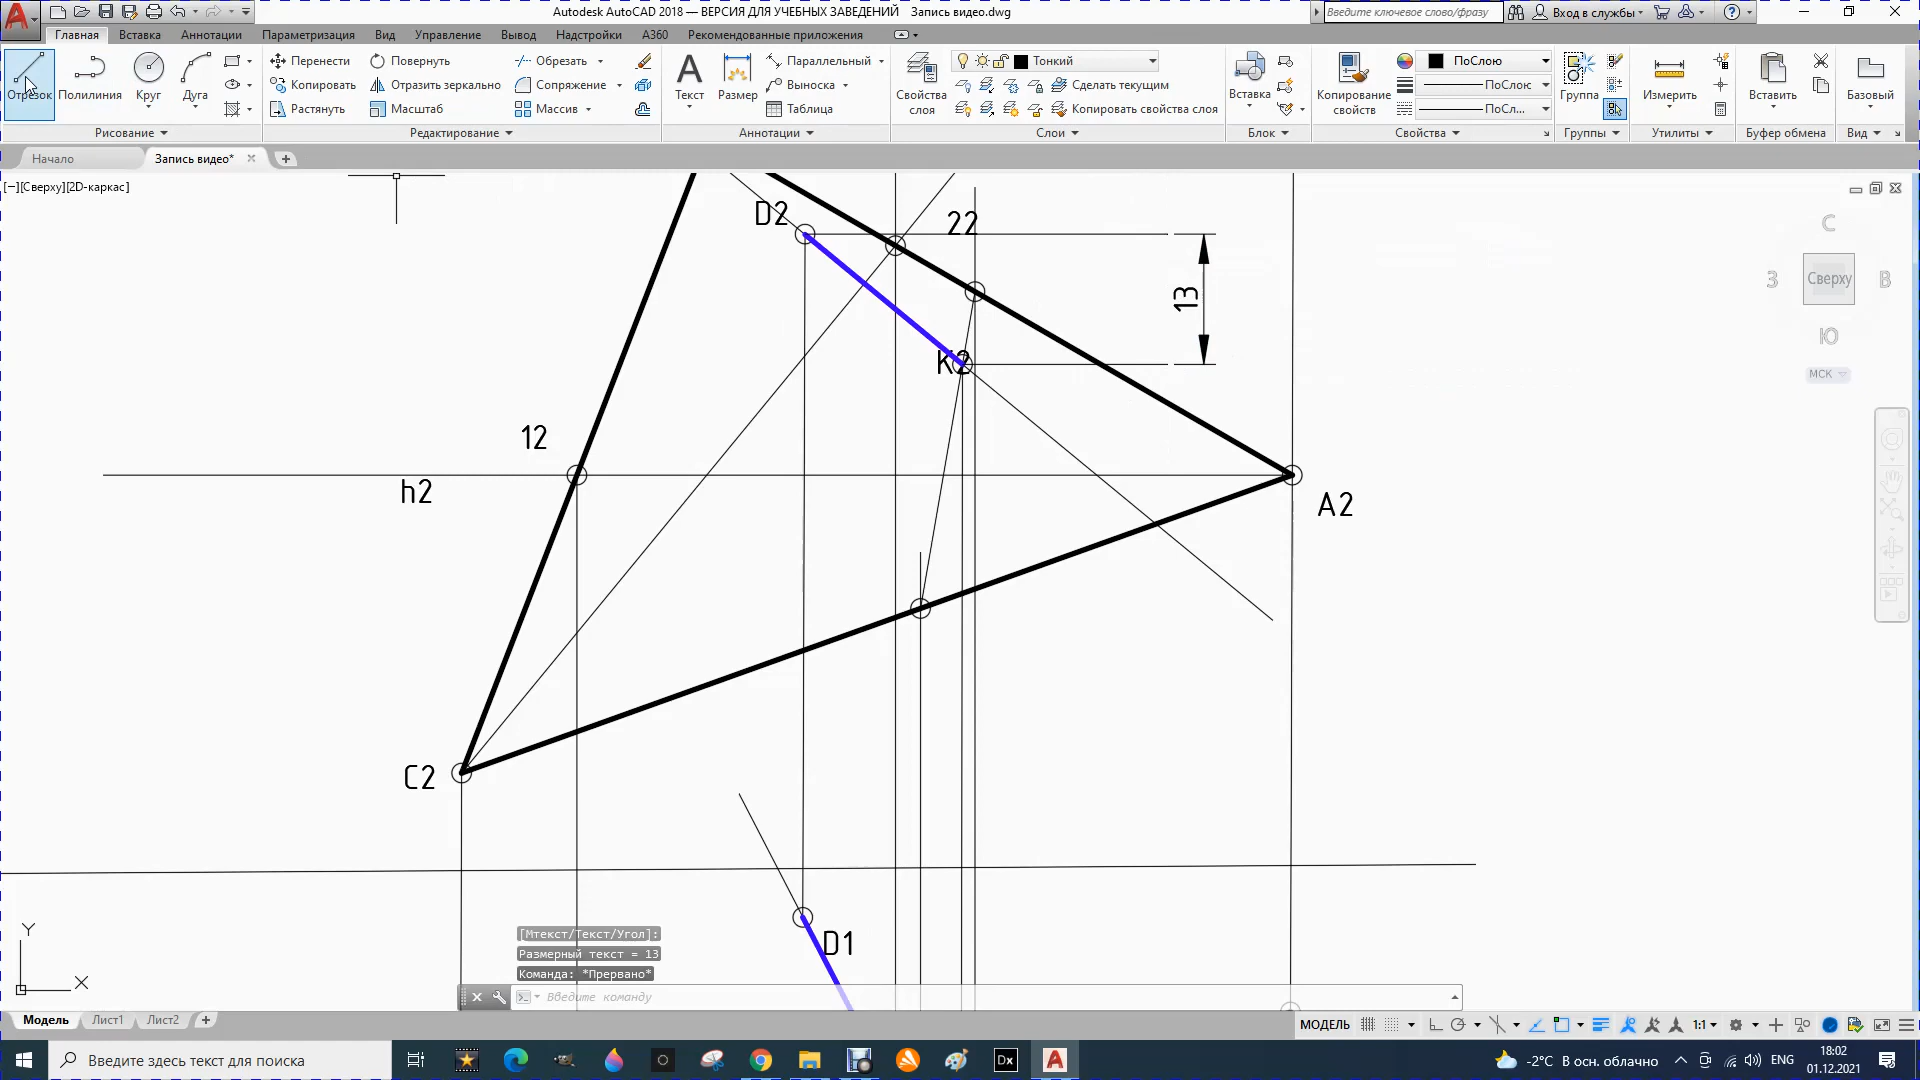 Autodesk AutoCAD 2018 — ВЕРСИЯ ДЛЯ УЧЕБНЫХ ЗАВЕДЕНИЙ Запись видео.dwg
Введите ключевое слово/фразу
Вход в службы
Главная Вставка Аннотации Параметризация Вид Управление Вывод Надстройки A360 Рекомендованные приложения
Отрезок Полилиния Круг Дуга
Перенести Повернуть Обрезать
Копировать Отразить зеркально Сопряжение
Растянуть Масштаб Массив
Текст Размер
Параллельный
Выноска
Таблица
Свойства слоя
Тонкий
Сделать текущим
Копировать свойства слоя
Вставка
Копирование свойств
ПоСлою
ПоСлою
ПоСл...
Группа
Измерить
Вставить
Базовый
Рисование Редактирование Аннотации Слои Блок Свойства Группы Утилиты Буфер обмена Вид
Начало Запись видео*
[−][Сверху][2D-каркас]
С
З Сверху В
Ю
МСК
D2
22
13
K2
12
h2
A2
C2
D1
Y
X
[Мтекст/Текст/Угол]:
Размерный текст = 13
Команда: *Прервано*
Введите команду
Модель Лист1 Лист2
МОДЕЛЬ
1:1
Введите здесь текст для поиска
Dx
-2°C В осн. облачно
ENG
18:02
01.12.2021